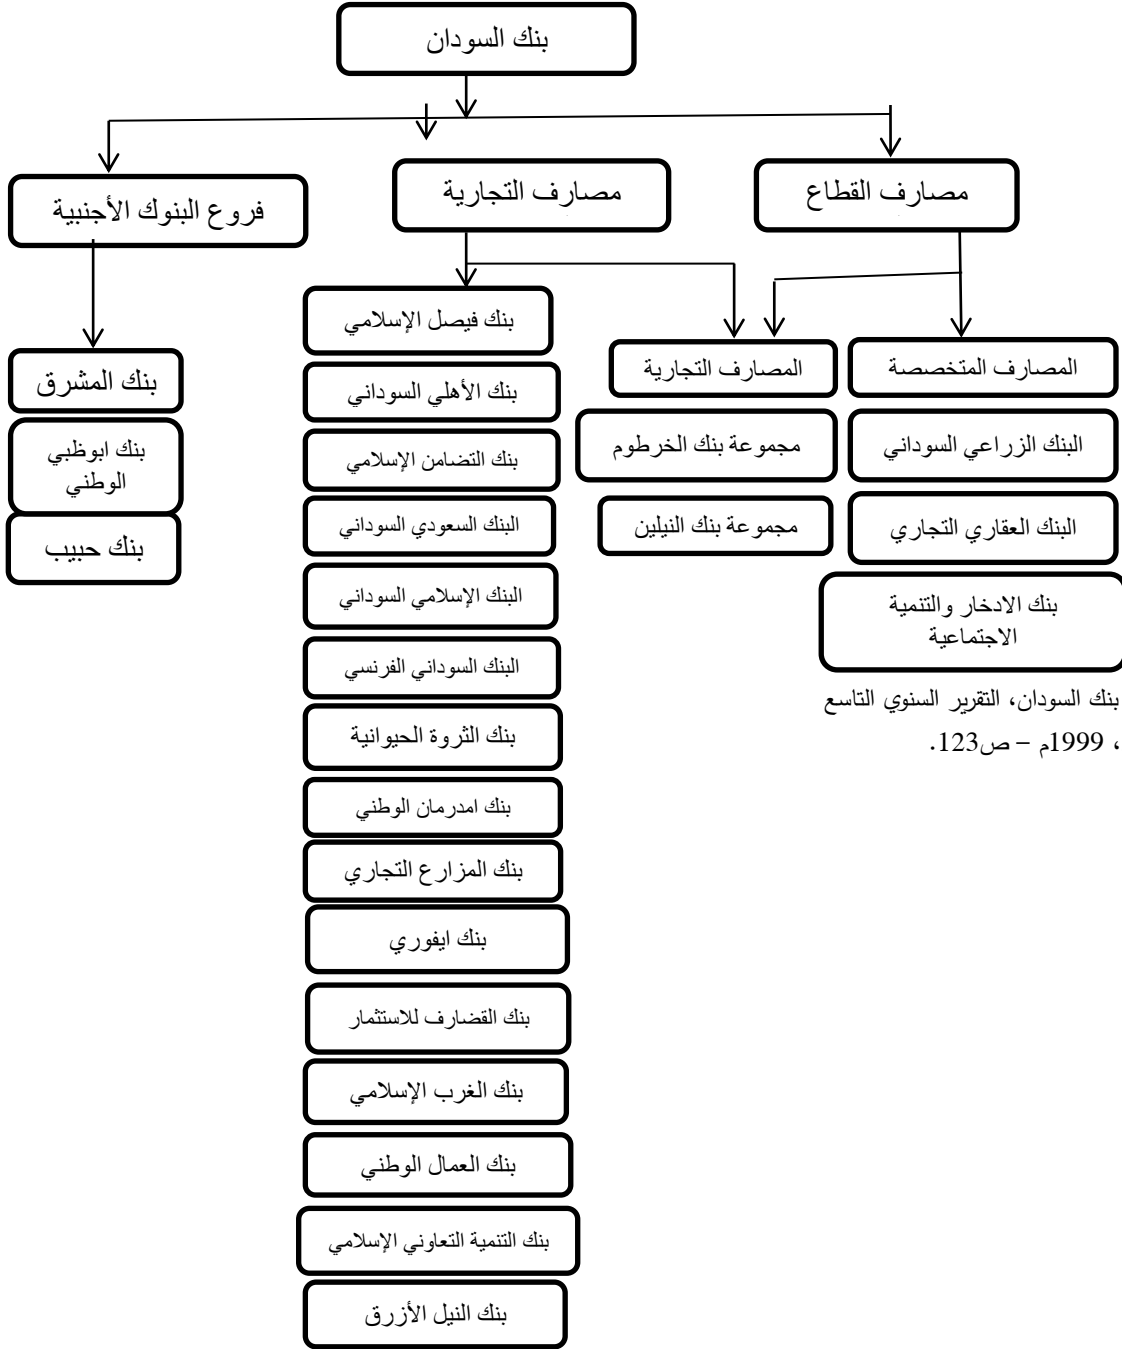 بنك السودان
مصارف القطاع
مصارف التجارية
فروع البنوك الأجنبية
المصارف المتخصصة
البنك الزراعي السوداني
البنك العقاري التجاري
بنك الادخار والتنمية
الاجتماعية
المصارف التجارية
مجموعة بنك الخرطوم
مجموعة بنك النيلين
بنك فيصل الإسلامي
بنك الأهلي السوداني
بنك التضامن الإسلامي
البنك السعودي السوداني
البنك الإسلامي السوداني
البنك السوداني الفرنسي
بنك الثروة الحيوانية
بنك امدرمان الوطني
بنك المزارع التجاري
بنك ايفوري
بنك القضارف للاستثمار
بنك الغرب الإسلامي
بنك العمال الوطني
بنك التنمية التعاوني الإسلامي
بنك النيل الأزرق
بنك المشرق
بنك ابوظبي
الوطني
بنك حبيب
بنك السودان، التقرير السنوي التاسع
، 1999م – ص123.